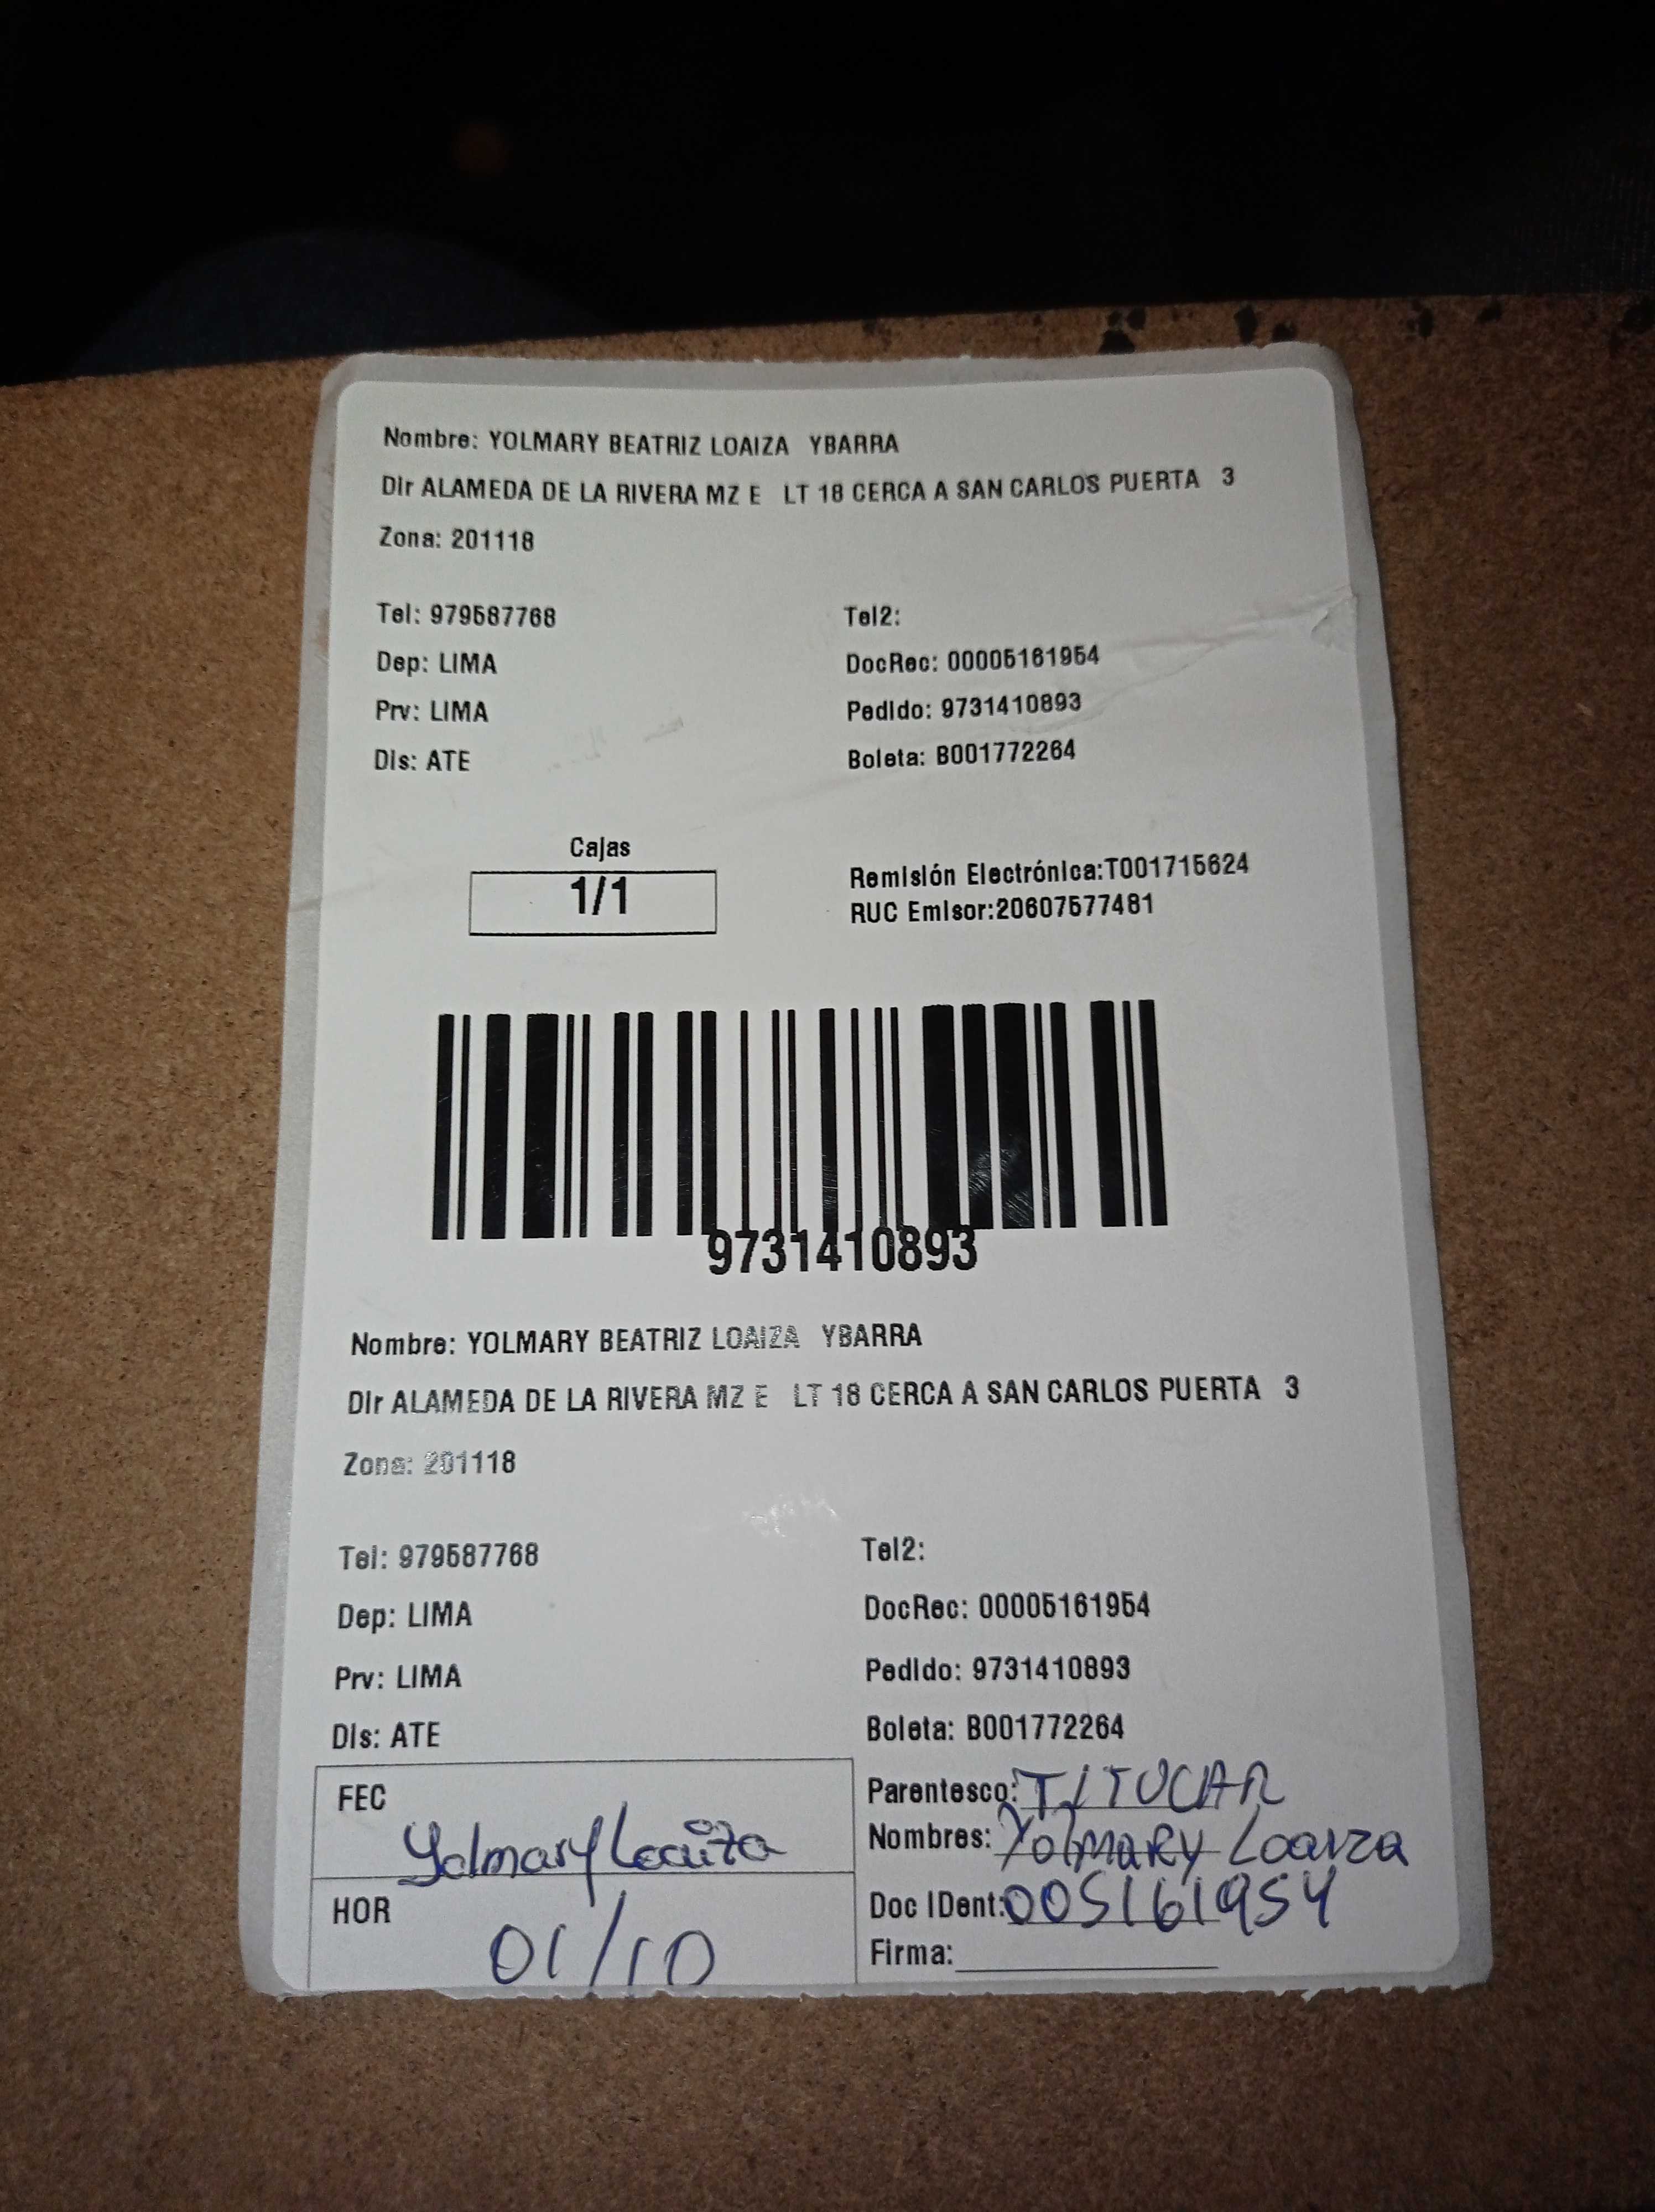 Nombre: YOLMARY BEATRIZ LOAIZA YBARRA
Dir ALAMEDA DE LA RIVERA MZ E LT 18 CERCA A SAN CARLOS PUERTA 3
Zona: 201118
Tel: 979587768 Tel2:
Dep: LIMA DocRec: 00005161954
Prv: LIMA Pedido: 9731410893
Dis: ATE Boleta: B001772264
Cajas
1/1
Remisión Electrónica:T001715624
RUC Emisor:20607577481
9731410893
Nombre: YOLMARY BEATRIZ LOAIZA YBARRA
Dir ALAMEDA DE LA RIVERA MZ E LT 18 CERCA A SAN CARLOS PUERTA 3
Zona: 201118
Tel: 979587768 Tel2:
Dep: LIMA DocRec: 00005161954
Prv: LIMA Pedido: 9731410893
Dis: ATE Boleta: B001772264
FEC
Yolmary Loaiza
HOR
01/10
Parentesco: TITULAR
Nombres: Yolmary Loaiza
Doc IDent: 005161954
Firma: